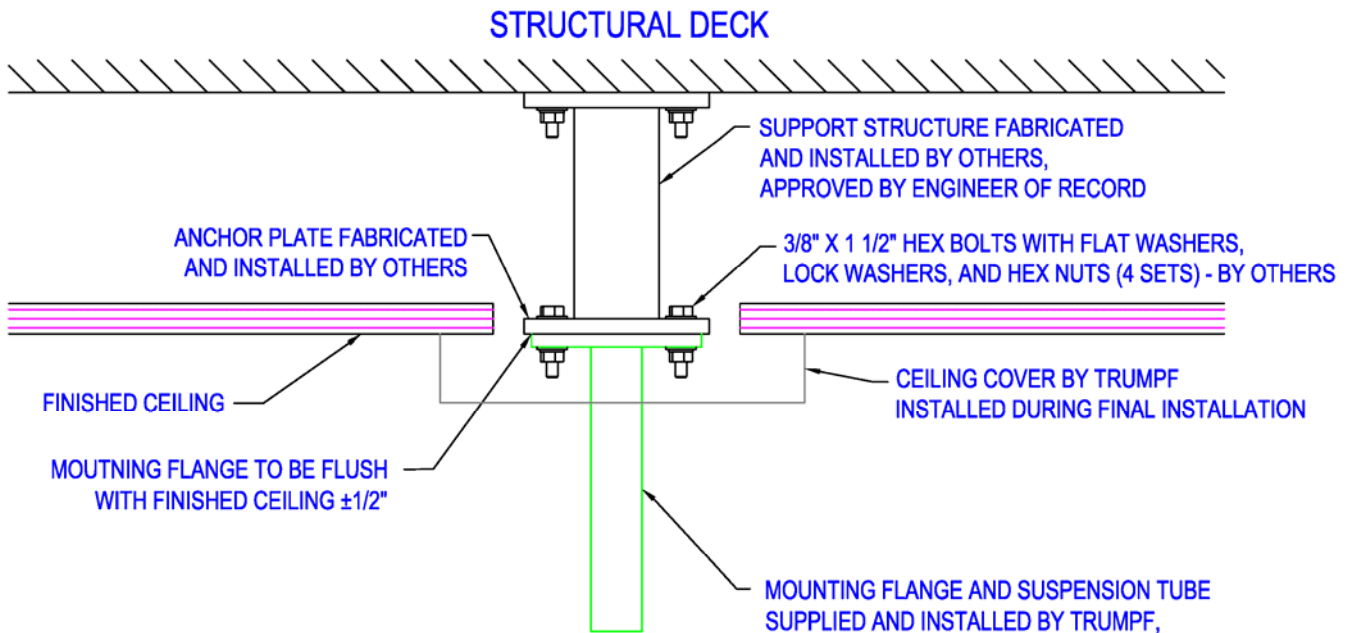 STRUCTURAL DECK
SUPPORT STRUCTURE FABRICATED
AND INSTALLED BY OTHERS,
APPROVED BY ENGINEER OF RECORD
ANCHOR PLATE FABRICATED
AND INSTALLED BY OTHERS
3/8" X 1 1/2" HEX BOLTS WITH FLAT WASHERS,
LOCK WASHERS, AND HEX NUTS (4 SETS) - BY OTHERS
FINISHED CEILING
CEILING COVER BY TRUMPF
INSTALLED DURING FINAL INSTALLATION
MOUTNING FLANGE TO BE FLUSH
WITH FINISHED CEILING ±1/2"
MOUNTING FLANGE AND SUSPENSION TUBE
SUPPLIED AND INSTALLED BY TRUMPF,